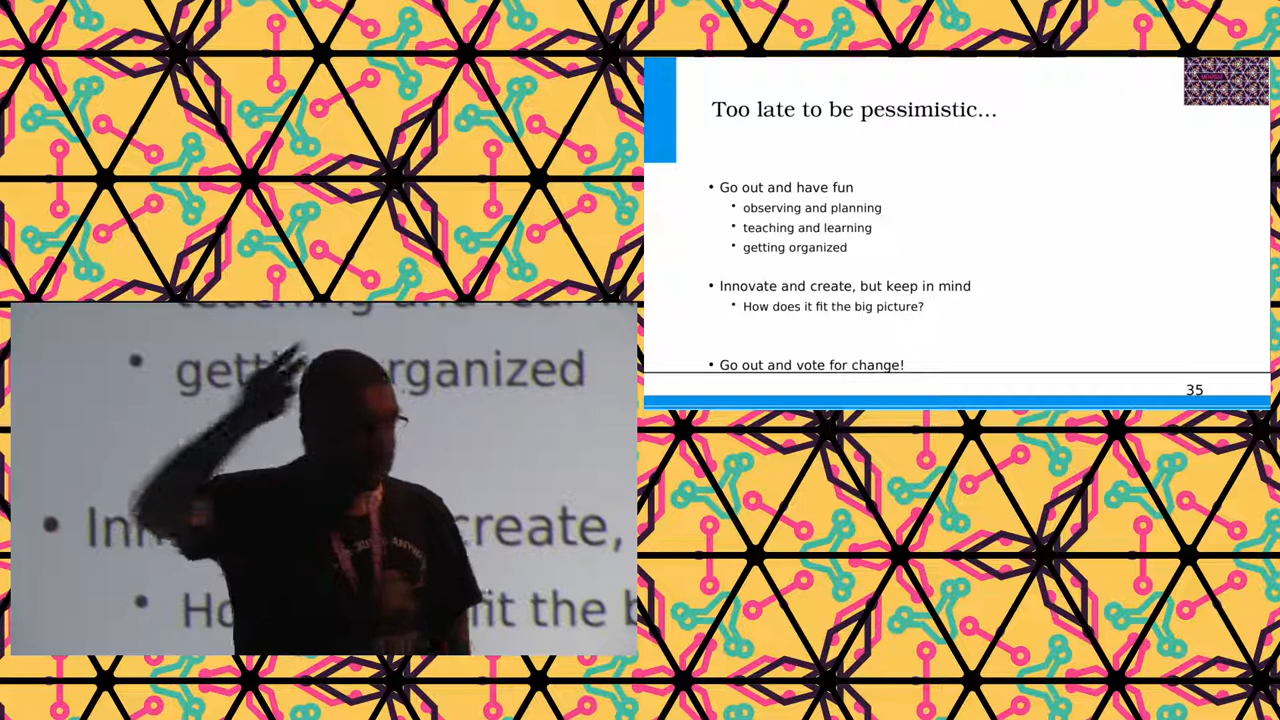 Too late to be pessimistic...
• Go out and have fun
• observing and planning
• teaching and learning
• getting organized
• Innovate and create, but keep in mind
• How does it fit the big picture?
• Go out and vote for change!
35
• organized
• create,
• fit the